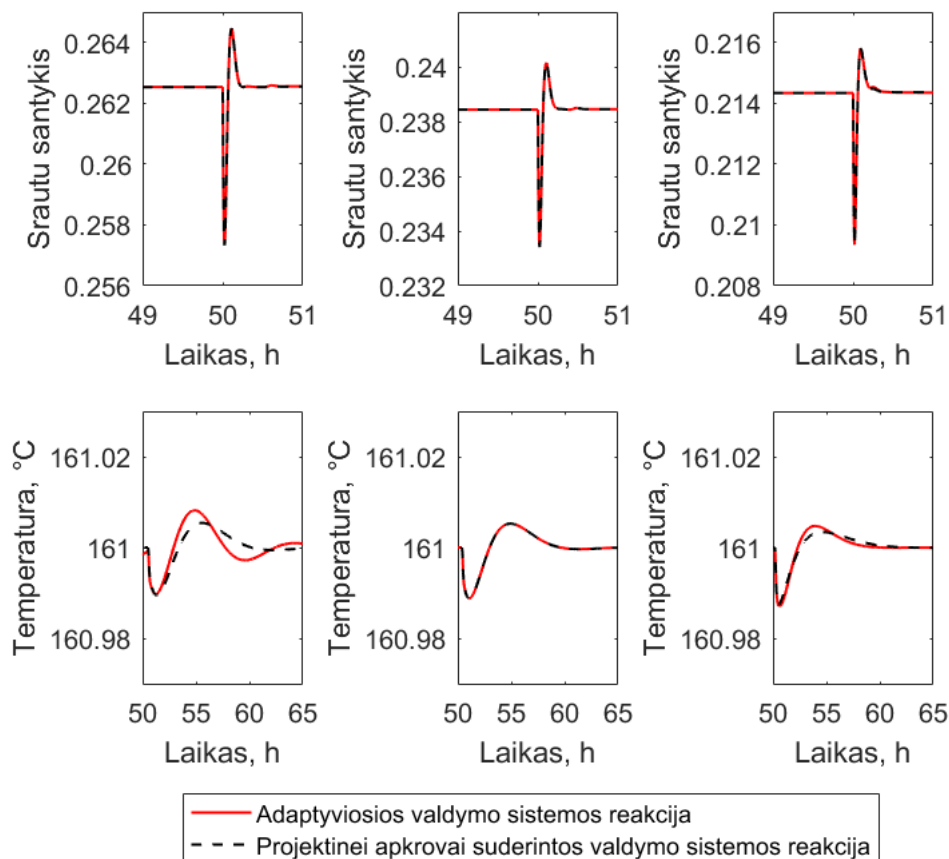 0.264
0.262
0.26
0.258
0.256
Srautu santykis
49 50 51
Laikas, h
0.24
0.238
0.236
0.234
0.232
Srautu santykis
49 50 51
Laikas, h
0.216
0.214
0.212
0.21
0.208
Srautu santykis
49 50 51
Laikas, h
161.02
161
160.98
Temperatura, °C
50 55 60 65
Laikas, h
161.02
161
160.98
Temperatura, °C
50 55 60 65
Laikas, h
161.02
161
160.98
Temperatura, °C
50 55 60 65
Laikas, h
Adaptyviosios valdymo sistemos reakcija
Projektinei apkrovai suderintos valdymo sistemos reakcija